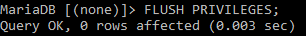 MariaDB [(none)]> FLUSH PRIVILEGES;
Query OK, 0 rows affected (0.003 sec)